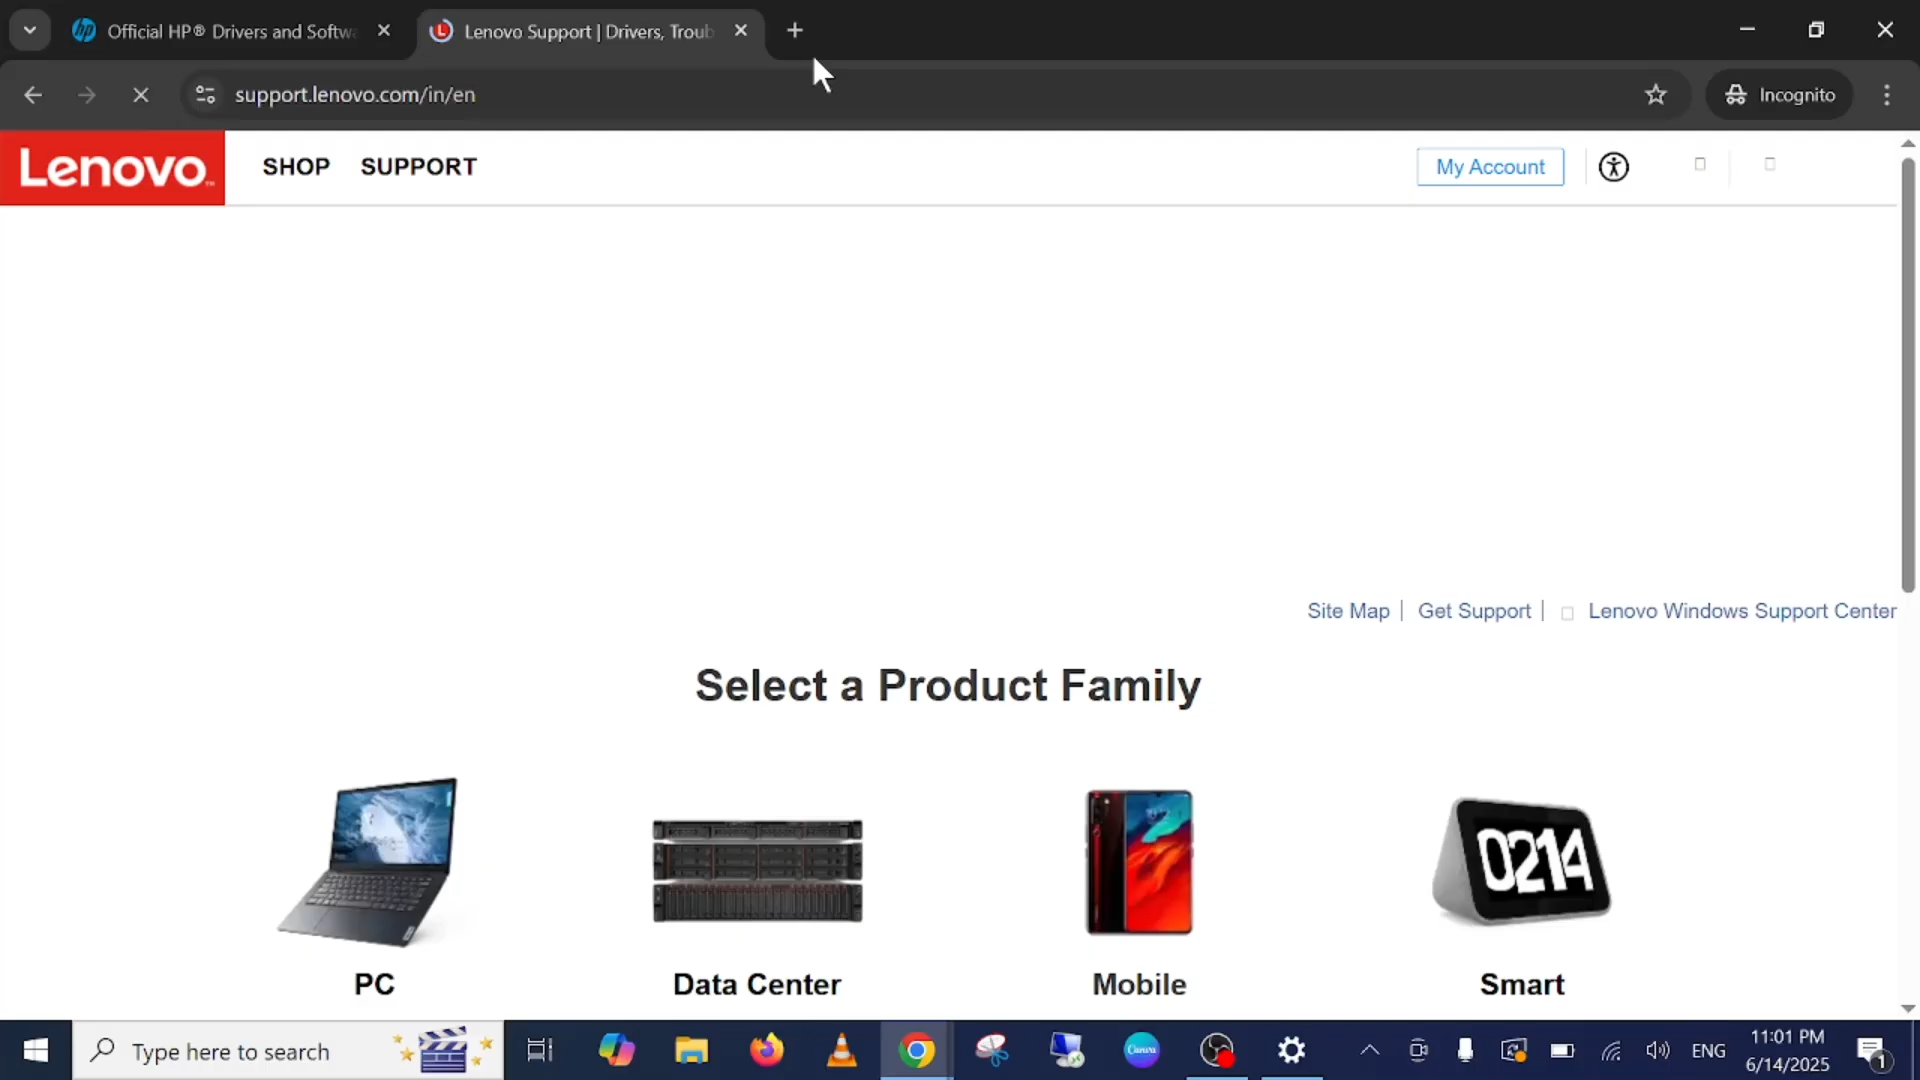 Official HP® Drivers and Softwa
Lenovo Support | Drivers, Troub
support.lenovo.com/in/en
Incognito
Lenovo
SHOP
SUPPORT
My Account
Site Map
Get Support
Lenovo Windows Support Center
Select a Product Family
0214
PC
Data Center
Mobile
Smart
Type here to search
Canva
ENG
11:01 PM
6/14/2025
1